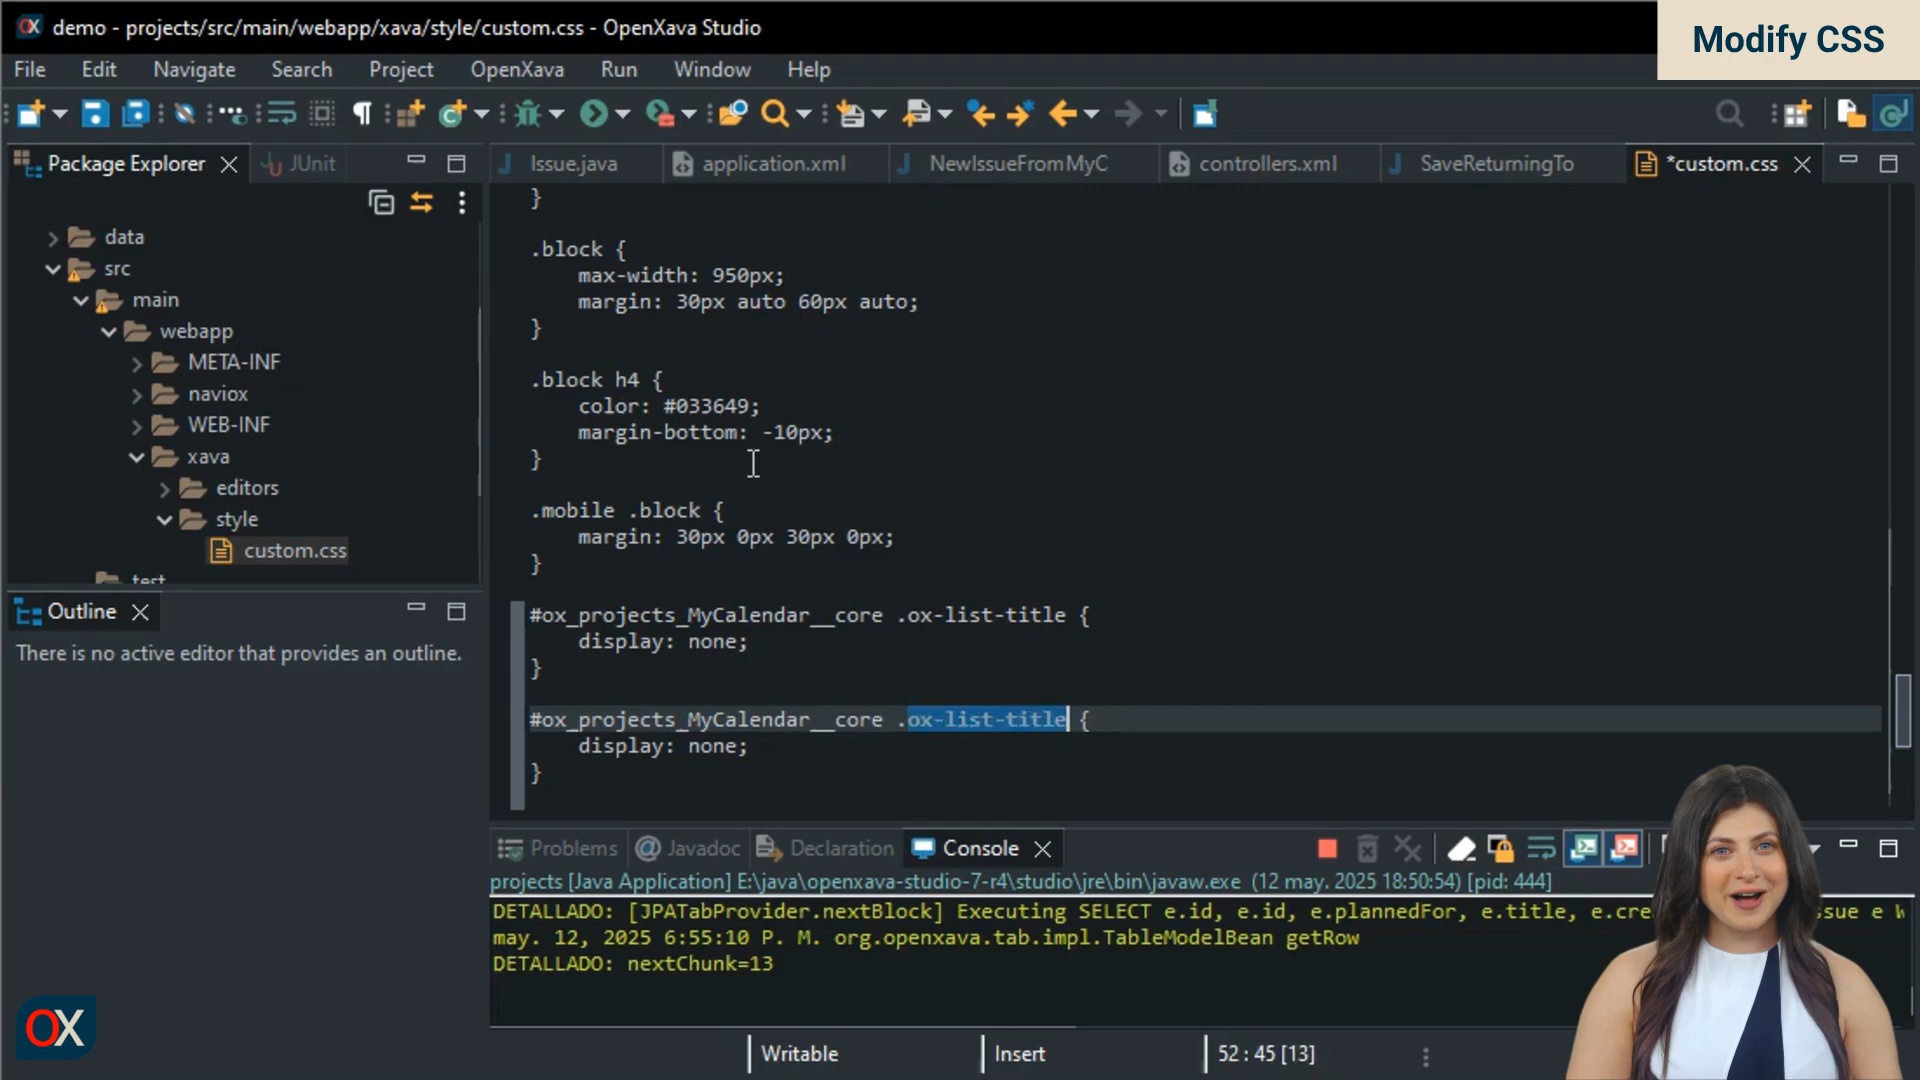 demo - projects/src/main/webapp/xava/style/custom.css - OpenXava Studio
Modify CSS
File Edit Navigate Search Project OpenXava Run Window Help
Package Explorer
JUnit
Issue.java
application.xml
NewIssueFromMyC
controllers.xml
SaveReturningTo
*custom.css
data
src
main
webapp
META-INF
naviox
WEB-INF
xava
editors
style
custom.css
test
}
.block {
max-width: 950px;
margin: 30px auto 60px auto;
}
.block h4 {
color: #033649;
margin-bottom: -10px;
}
.mobile .block {
margin: 30px 0px 30px 0px;
}
#ox_projects_MyCalendar__core .ox-list-title {
display: none;
}
#ox_projects_MyCalendar__core .ox-list-title {
display: none;
}
Outline
There is no active editor that provides an outline.
Problems
Javadoc
Declaration
Console
projects [Java Application] E:\java\openxava-studio-7-r4\studio\jre\bin\javaw.exe (12 may. 2025 18:50:54) [pid: 444]
DETALLADO: [JPATabProvider.nextBlock] Executing SELECT e.id, e.id, e.plannedFor, e.title, e.cre ssue e W
may. 12, 2025 6:55:10 P. M. org.openxava.tab.impl.TableModelBean getRow
DETALLADO: nextChunk=13
OX
Writable
Insert
52 : 45 [13]